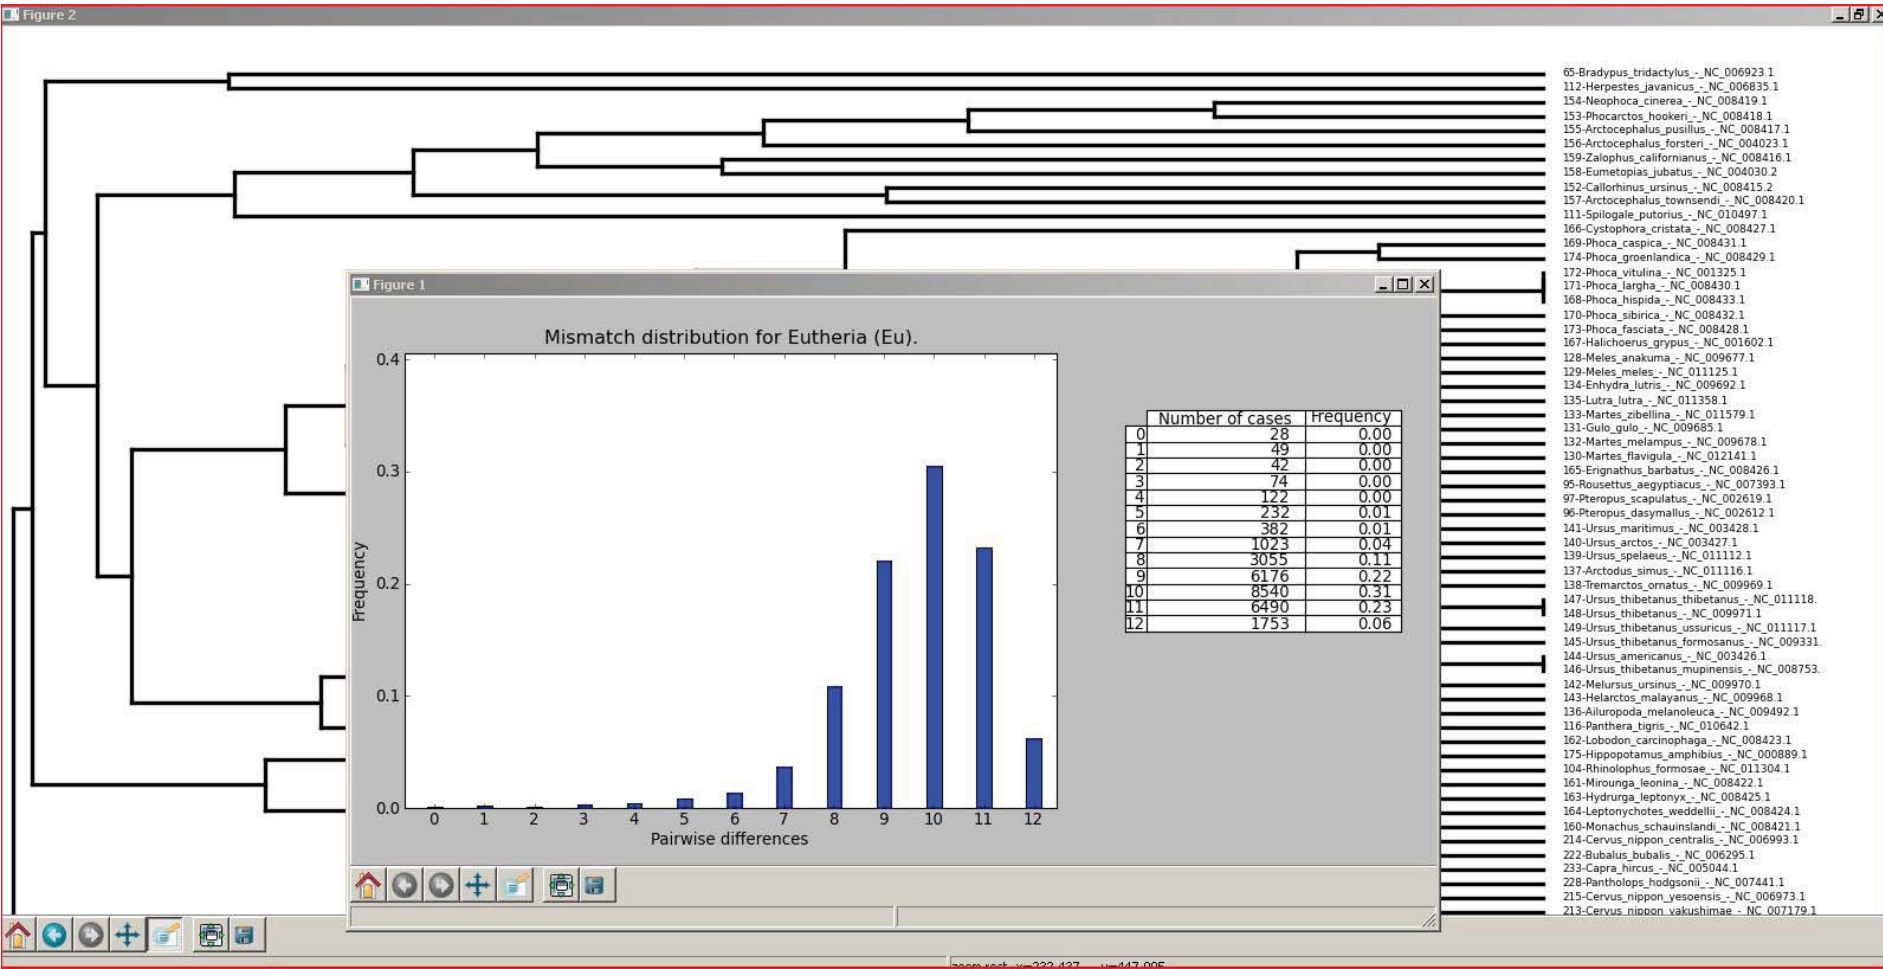 Figure 2
65-Bradypus_tridactylus_-_NC_006923.1
112-Herpestes_javanicus_-_NC_006835.1
154-Neophoca_cinerea_-_NC_008419.1
153-Phocarctos_hookeri_-_NC_008418.1
155-Arctocephalus_pusillus_-_NC_008417.1
156-Arctocephalus_forsteri_-_NC_004023.1
159-Zalophus_californianus_-_NC_008416.1
158-Eumetopias_jubatus_-_NC_004030.2
152-Callorhinus_ursinus_-_NC_008415.2
157-Arctocephalus_townsendi_-_NC_008420.1
111-Spilogale_putorius_-_NC_010497.1
166-Cystophora_cristata_-_NC_008427.1
169-Phoca_caspica_-_NC_008431.1
174-Phoca_groenlandica_-_NC_008429.1
172-Phoca_vitulina_-_NC_001325.1
171-Phoca_largha_-_NC_008430.1
168-Phoca_hispida_-_NC_008433.1
170-Phoca_sibirica_-_NC_008432.1
173-Phoca_fasciata_-_NC_008428.1
167-Halichoerus_grypus_-_NC_001602.1
128-Meles_anakuma_-_NC_009677.1
129-Meles_meles_-_NC_011125.1
134-Enhydra_lutris_-_NC_009692.1
135-Lutra_lutra_-_NC_011358.1
133-Martes_zibellina_-_NC_011579.1
131-Gulo_gulo_-_NC_009685.1
132-Martes_melampus_-_NC_009678.1
130-Martes_flavigula_-_NC_012141.1
165-Erignathus_barbatus_-_NC_008426.1
95-Rousettus_aegyptiacus_-_NC_007393.1
97-Pteropus_scapulatus_-_NC_002619.1
96-Pteropus_dasymallus_-_NC_002612.1
141-Ursus_maritimus_-_NC_003428.1
140-Ursus_arctos_-_NC_003427.1
139-Ursus_spelaeus_-_NC_011112.1
137-Arctodus_simus_-_NC_011116.1
138-Tremarctos_ornatus_-_NC_009969.1
147-Ursus_thibetanus_thibetanus_-_NC_011118.
148-Ursus_thibetanus_-_NC_009971.1
149-Ursus_thibetanus_ussuricus_-_NC_011117.1
145-Ursus_thibetanus_formosanus_-_NC_009331.
144-Ursus_americanus_-_NC_003426.1
146-Ursus_thibetanus_mupinensis_-_NC_008753.
142-Melursus_ursinus_-_NC_009970.1
143-Helarctos_malayanus_-_NC_009968.1
136-Ailuropoda_melanoleuca_-_NC_009492.1
116-Panthera_tigris_-_NC_010642.1
162-Lobodon_carcinophaga_-_NC_008423.1
175-Hippopotamus_amphibius_-_NC_000889.1
104-Rhinolophus_formosae_-_NC_011304.1
161-Mirounga_leonina_-_NC_008422.1
163-Hydrurga_leptonyx_-_NC_008425.1
164-Leptonychotes_weddellii_-_NC_008424.1
160-Monachus_schauinslandi_-_NC_008421.1
214-Cervus_nippon_centralis_-_NC_006993.1
222-Bubalus_bubalis_-_NC_006295.1
233-Capra_hircus_-_NC_005044.1
228-Pantholops_hodgsonii_-_NC_007441.1
215-Cervus_nippon_yesoensis_-_NC_006973.1
213-Cervus_nippon_yakushimae_-_NC_007179.1
Figure 1
Mismatch distribution for Eutheria (Eu).
0.4
0.3
0.2
0.1
0.0
Frequency
0 1 2 3 4 5 6 7 8 9 10 11 12
Pairwise differences
Number of cases Frequency
0 28 0.00
1 49 0.00
2 42 0.00
3 74 0.00
4 122 0.00
5 232 0.01
6 382 0.01
7 1023 0.04
8 3055 0.11
9 6176 0.22
10 8540 0.31
11 6490 0.23
12 1753 0.06